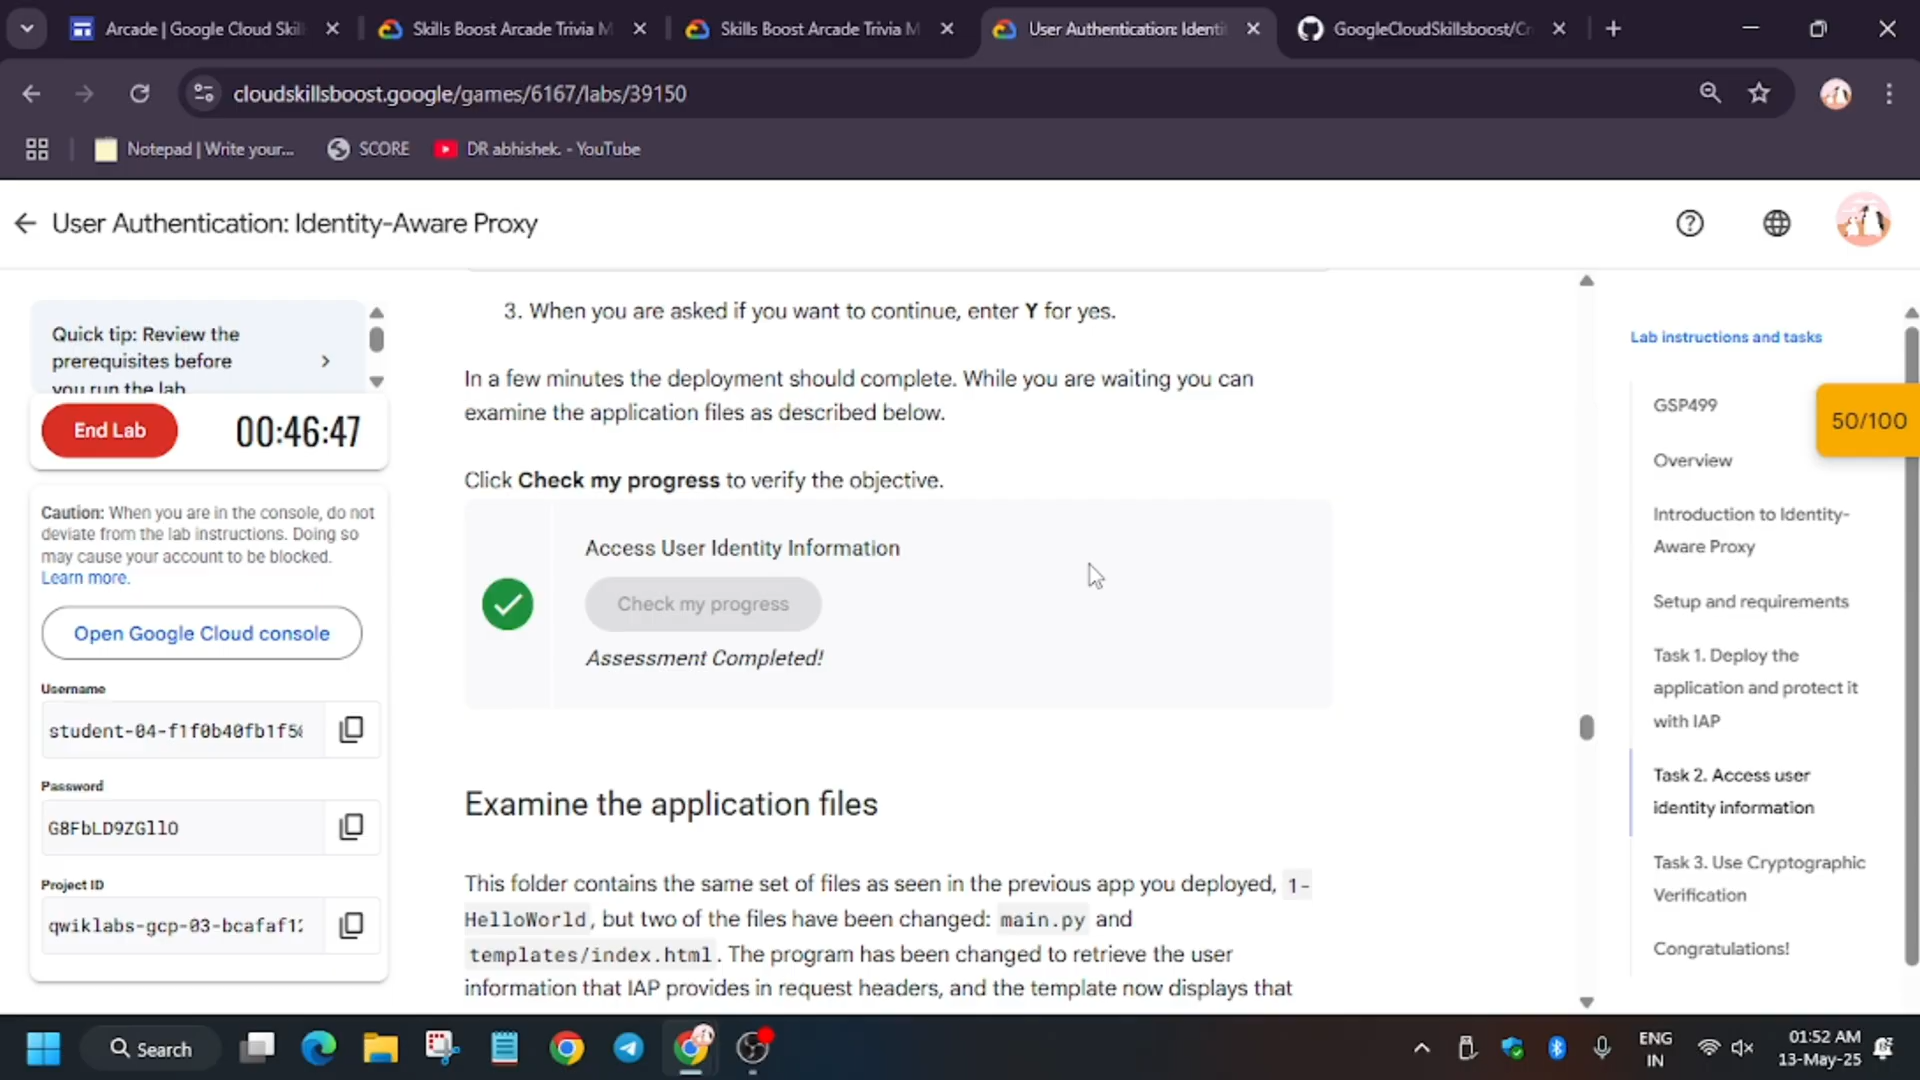 Arcade | Google Cloud Skil
Skills Boost Arcade Trivia M
Skills Boost Arcade Trivia M
User Authentication: Identi
GoogleCloudSkillsboost/Cr
cloudskillsboost.google/games/6167/labs/39150
Notepad | Write your...
SCORE
DR abhishek. - YouTube
User Authentication: Identity-Aware Proxy
Quick tip: Review the
prerequisites before
you run the lab
End Lab
00:46:47
Caution: When you are in the console, do not
deviate from the lab instructions. Doing so
may cause your account to be blocked.
Learn more.
Open Google Cloud console
Username
student-04-f1f0b40fb1f5
Password
G8FbLD9ZGllO
Project ID
qwiklabs-gcp-03-bcafaf12
3. When you are asked if you want to continue, enter Y for yes.
In a few minutes the deployment should complete. While you are waiting you can
examine the application files as described below.
Click Check my progress to verify the objective.
Access User Identity Information
Check my progress
Assessment Completed!
Examine the application files
This folder contains the same set of files as seen in the previous app you deployed, 1-
HelloWorld, but two of the files have been changed: main.py and
templates/index.html. The program has been changed to retrieve the user
information that IAP provides in request headers, and the template now displays that
Lab instructions and tasks
GSP499
50/100
Overview
Introduction to Identity-
Aware Proxy
Setup and requirements
Task 1. Deploy the
application and protect it
with IAP
Task 2. Access user
identity information
Task 3. Use Cryptographic
Verification
Congratulations!
Search
ENG
IN
01:52 AM
13-May-25